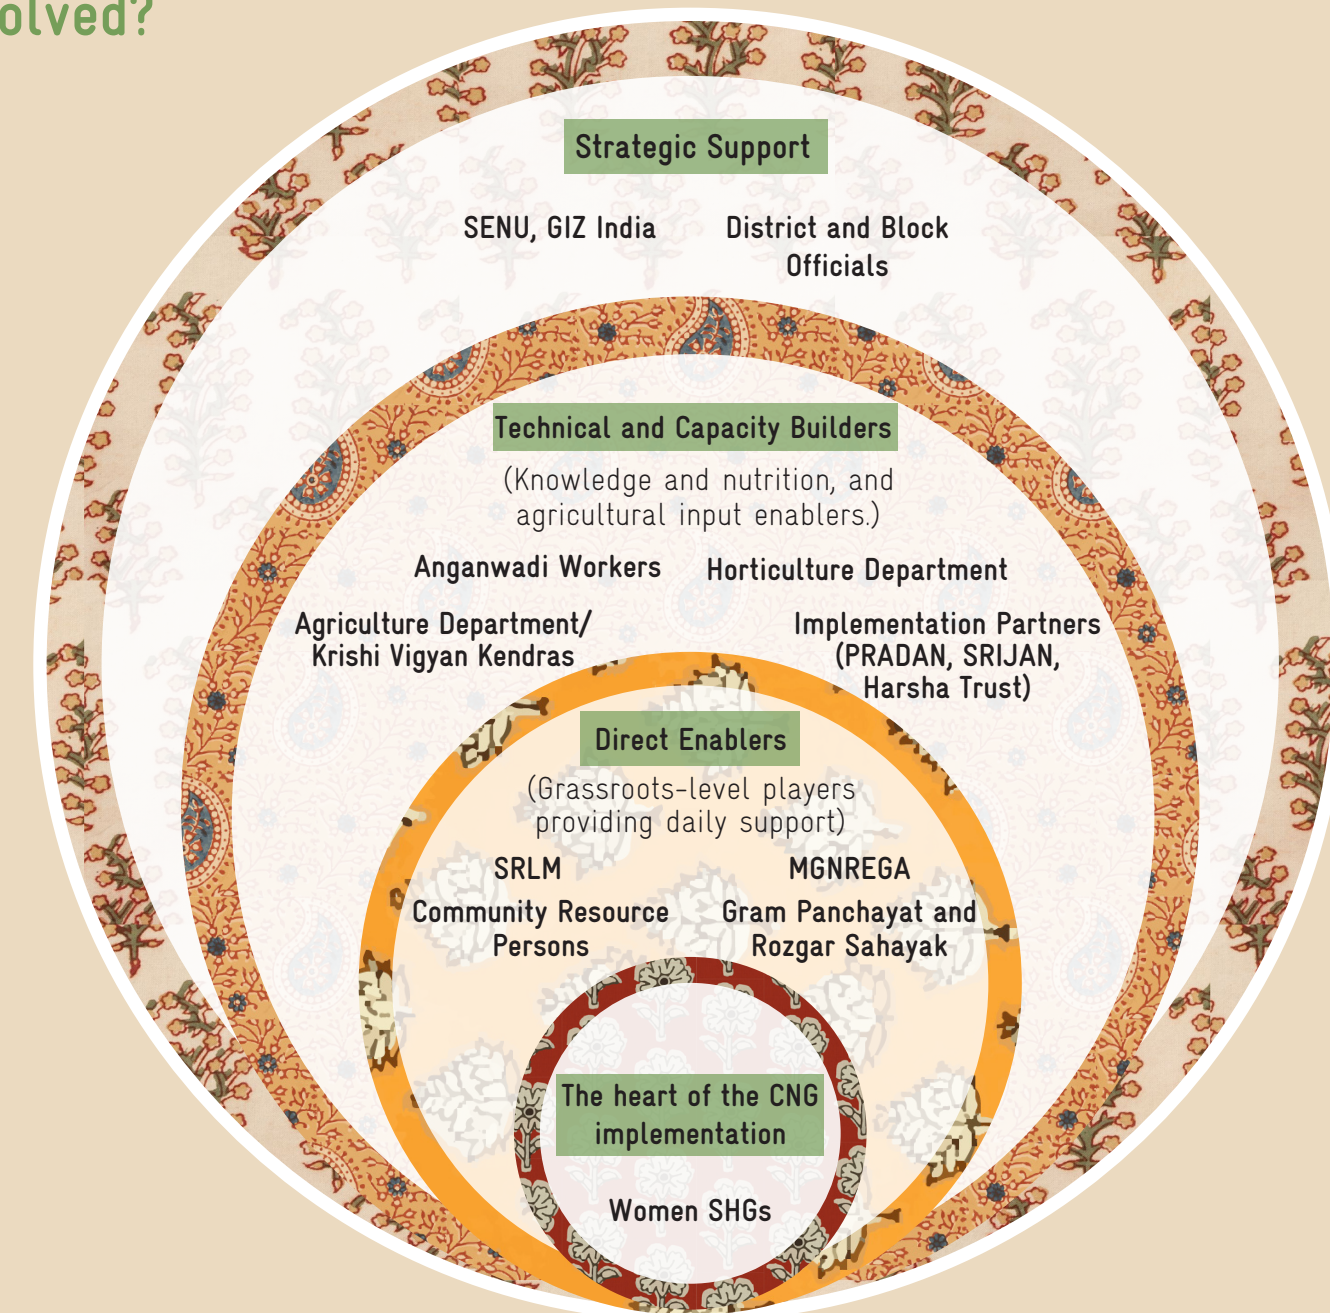 olved?
Strategic Support
SENU, GIZ India
District and Block
Officials
Technical and Capacity Builders
(Knowledge and nutrition, and
agricultural input enablers.)
Anganwadi Workers
Horticulture Department
Agriculture Department/
Krishi Vigyan Kendras
Implementation Partners
(PRADAN, SRIJAN,
Harsha Trust)
Direct Enablers
(Grassroots-level players
providing daily support)
SRLM
MGNREGA
Community Resource
Persons
Gram Panchayat and
Rozgar Sahayak
The heart of the CNG
implementation
Women SHGs